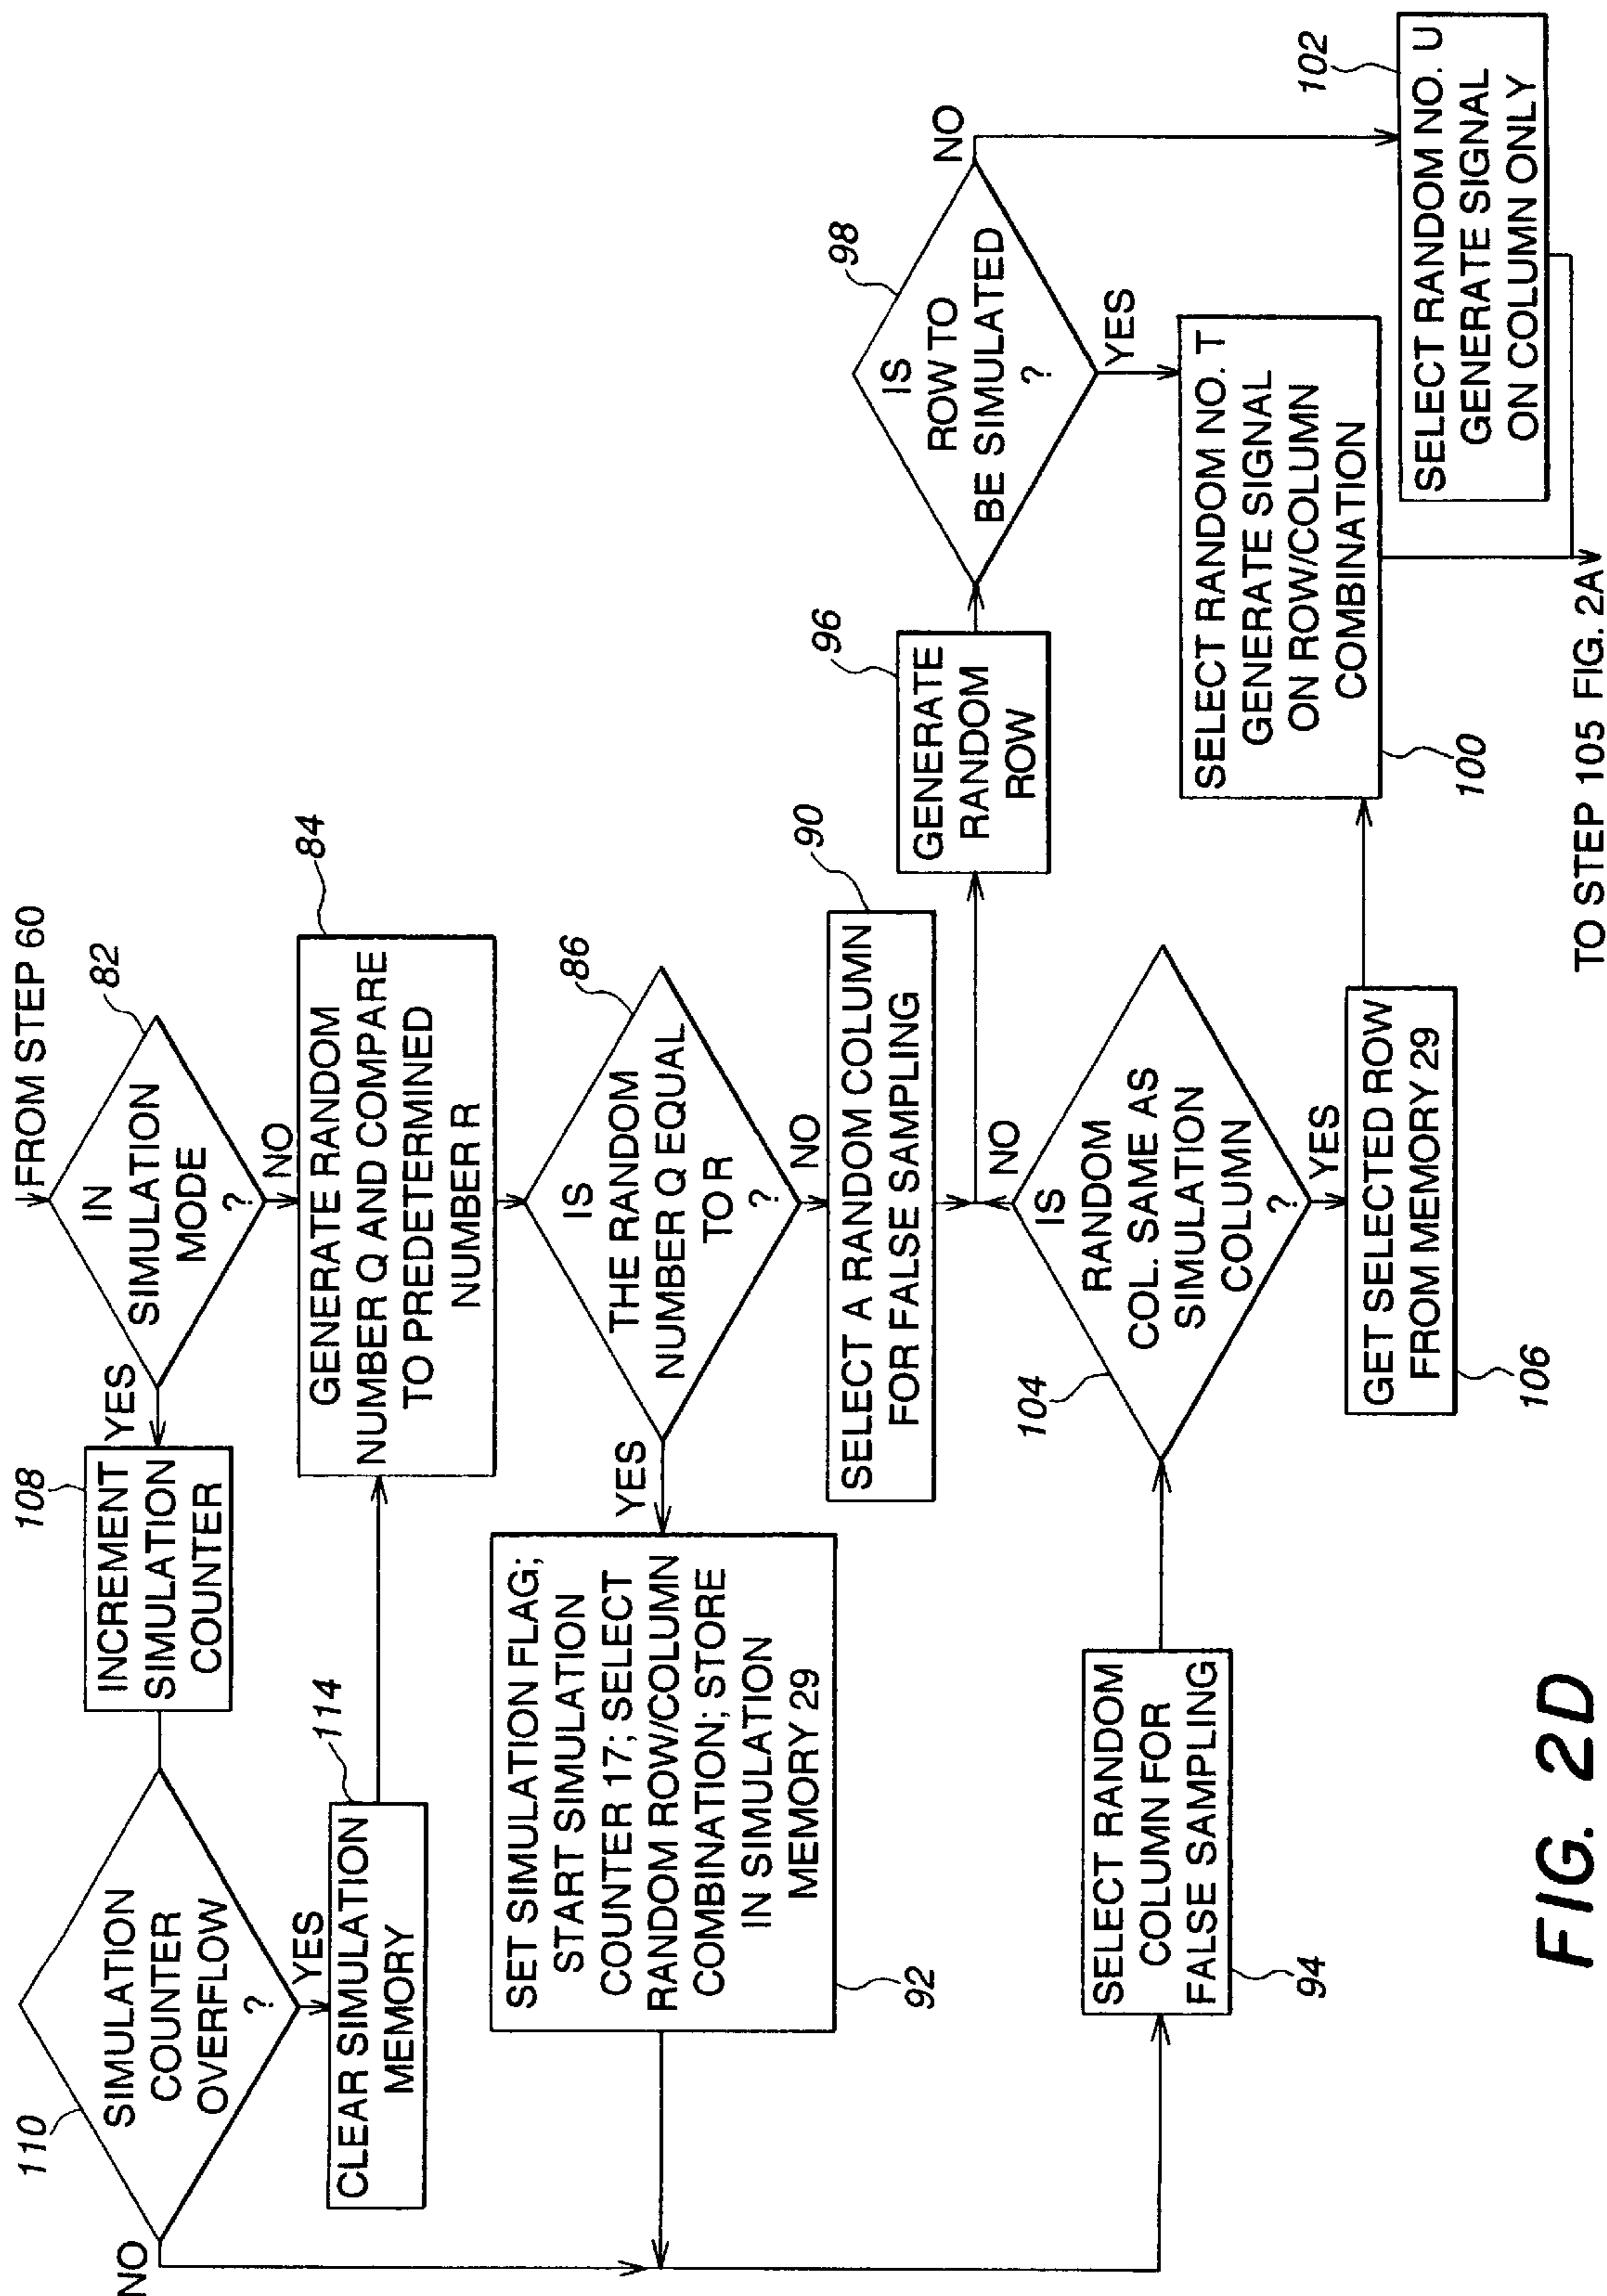 FROM STEP 60
82
IN
SIMULATION
MODE
?
YES
NO
108
INCREMENT
SIMULATION
COUNTER
110
SIMULATION
COUNTER
OVERFLOW
?
NO
YES
114
CLEAR SIMULATION
MEMORY
84
GENERATE RANDOM
NUMBER Q AND COMPARE
TO PREDETERMINED
NUMBER R
86
IS
THE RANDOM
NUMBER Q EQUAL
TO R
?
YES
NO
SET SIMULATION FLAG;
START SIMULATION
COUNTER 17; SELECT
RANDOM ROW/COLUMN
COMBINATION; STORE
IN SIMULATION
MEMORY 29
92
90
SELECT A RANDOM COLUMN
FOR FALSE SAMPLING
96
GENERATE
RANDOM
ROW
98
IS
ROW TO
BE SIMULATED
?
NO
YES
SELECT RANDOM
COLUMN FOR
FALSE SAMPLING
94
104
NO
IS
RANDOM
COL. SAME AS
SIMULATION
COLUMN
?
YES
GET SELECTED ROW
FROM MEMORY 29
106
SELECT RANDOM NO. T
GENERATE SIGNAL
ON ROW/COLUMN
COMBINATION
100
102
SELECT RANDOM NO. U
GENERATE SIGNAL
ON COLUMN ONLY
TO STEP 105 FIG. 2A
FIG. 2D